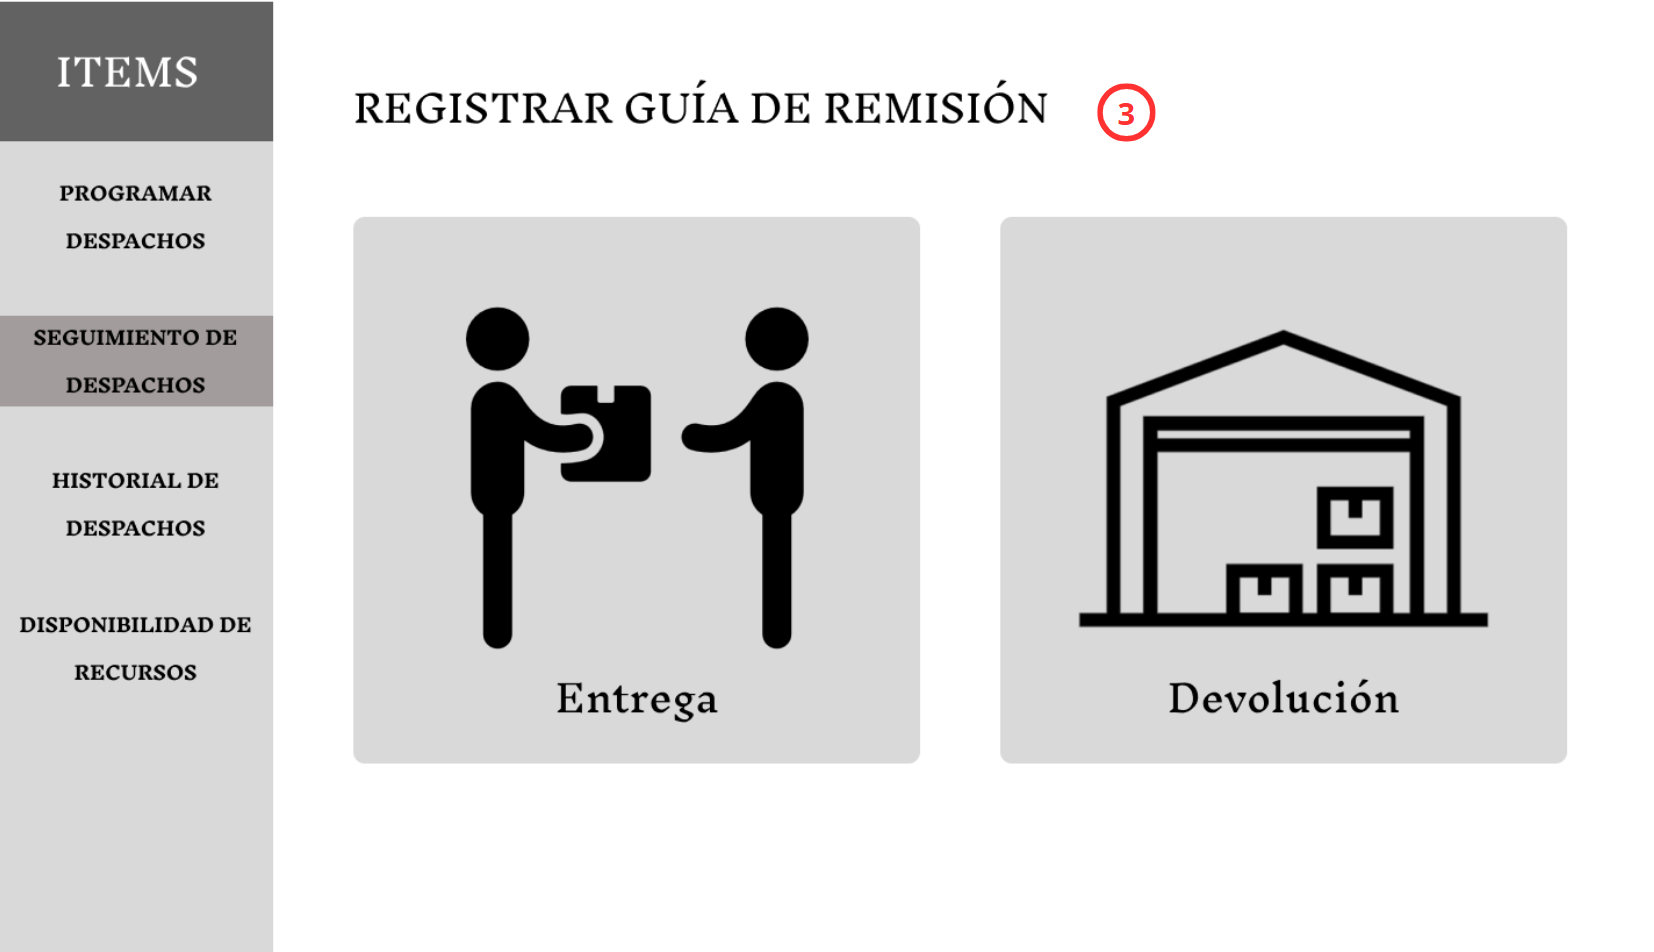 ITEMS
PROGRAMAR
DESPACHOS
SEGUIMIENTO DE
DESPACHOS
HISTORIAL DE
DESPACHOS
DISPONIBILIDAD DE
RECURSOS
REGISTRAR GUÍA DE REMISIÓN
3
Entrega
Devolución